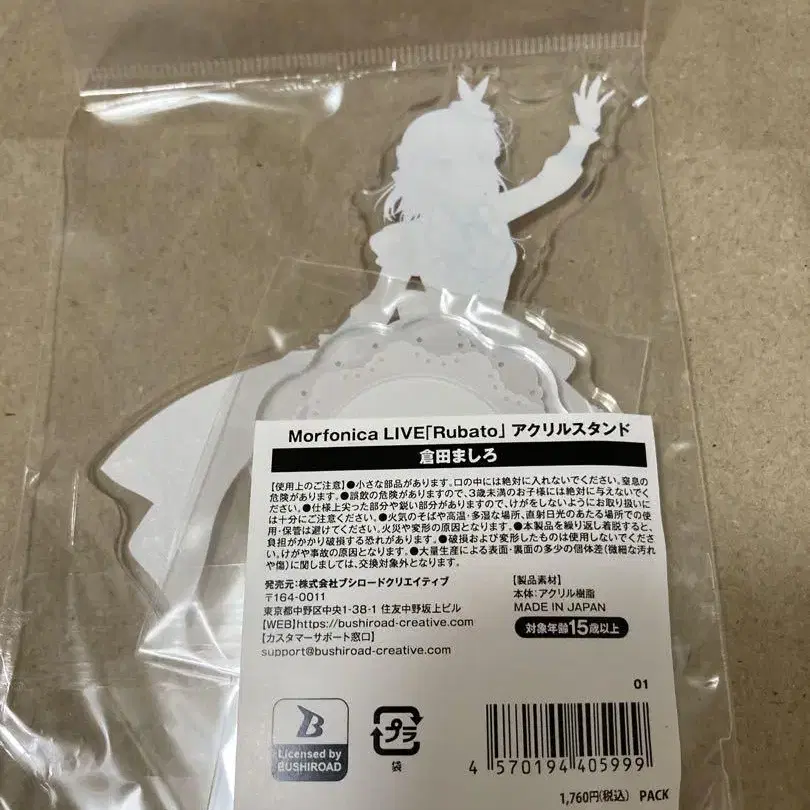 Morfonica LIVE「Rubato」 アクリルスタンド
倉田ましろ
【使用上のご注意】●小さな部品があります。口の中には絶対に入れないでください。窒息の
危険があります。●誤飲の危険がありますので、3歳未満のお子様には絶対に与えないでく
ださい。●仕様上尖った部分や鋭い部分がありますので、けがをしないようにお取り扱いに
は十分にご注意ください。●火気のそばや高温・多湿な場所、直射日光のあたる場所での使
用・保管は避けてください。火災や変形の原因となります。●本製品を繰り返し着脱すると、
負担がかかり破損する恐れがあります。●破損および変形したものは使用しないでくださ
い。けがや事故の原因となります。●大量生産による表面・裏面の多少の個体差(微細な汚れ
や傷)に関しましては、交換対象外となります。
発売元:株式会社ブシロードクリエイティブ
〒164-0011
東京都中野区中央1-38-1 住友中野坂上ビル
【WEB】https://bushiroad-creative.com
【カスタマーサポート窓口】
support@bushiroad-creative.com
【製品素材】
本体:アクリル樹脂
MADE IN JAPAN
対象年齢15歳以上
01
B
Licensed by
BUSHIROAD
プラ
袋
4 570194 405999
1,760円(税込) PACK